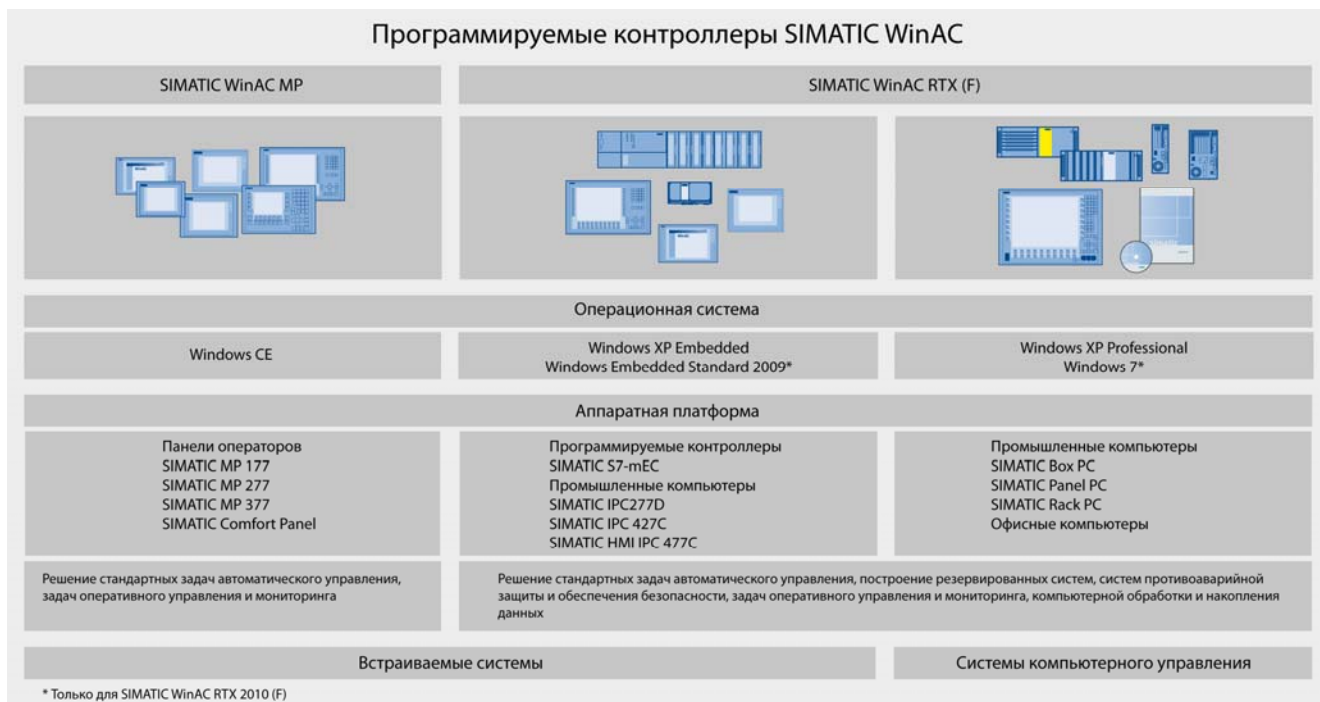 Программируемые контроллеры SIMATIC WinAC
SIMATIC WinAC MP
SIMATIC WinAC RTX (F)
Операционная система
Windows CE
Windows XP Embedded
Windows Embedded Standard 2009*
Windows XP Professional
Windows 7*
Аппаратная платформа
Панели операторов
SIMATIC MP 177
SIMATIC MP 277
SIMATIC MP 377
SIMATIC Comfort Panel
Программируемые контроллеры
SIMATIC S7-mEC
Промышленные компьютеры
SIMATIC IPC277D
SIMATIC IPC 427C
SIMATIC HMI IPC 477C
Промышленные компьютеры
SIMATIC Box PC
SIMATIC Panel PC
SIMATIC Rack PC
Офисные компьютеры
Решение стандартных задач автоматического управления,
задач оперативного управления и мониторинга
Решение стандартных задач автоматического управления, построение резервированных систем, систем противоаварийной
защиты и обеспечения безопасности, задач оперативного управления и мониторинга, компьютерной обработки и накопления
данных
Встраиваемые системы
Системы компьютерного управления
* Только для SIMATIC WinAC RTX 2010 (F)